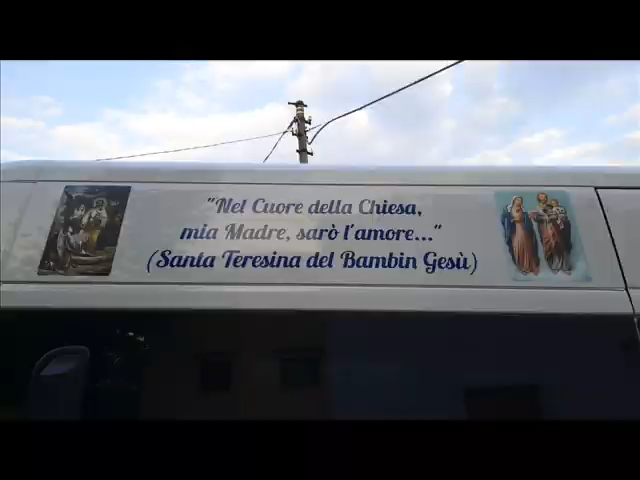 "Nel Cuore della Chiesa,
mia Madre, sarò l'amore..."
(Santa Teresina del Bambin Gesù)